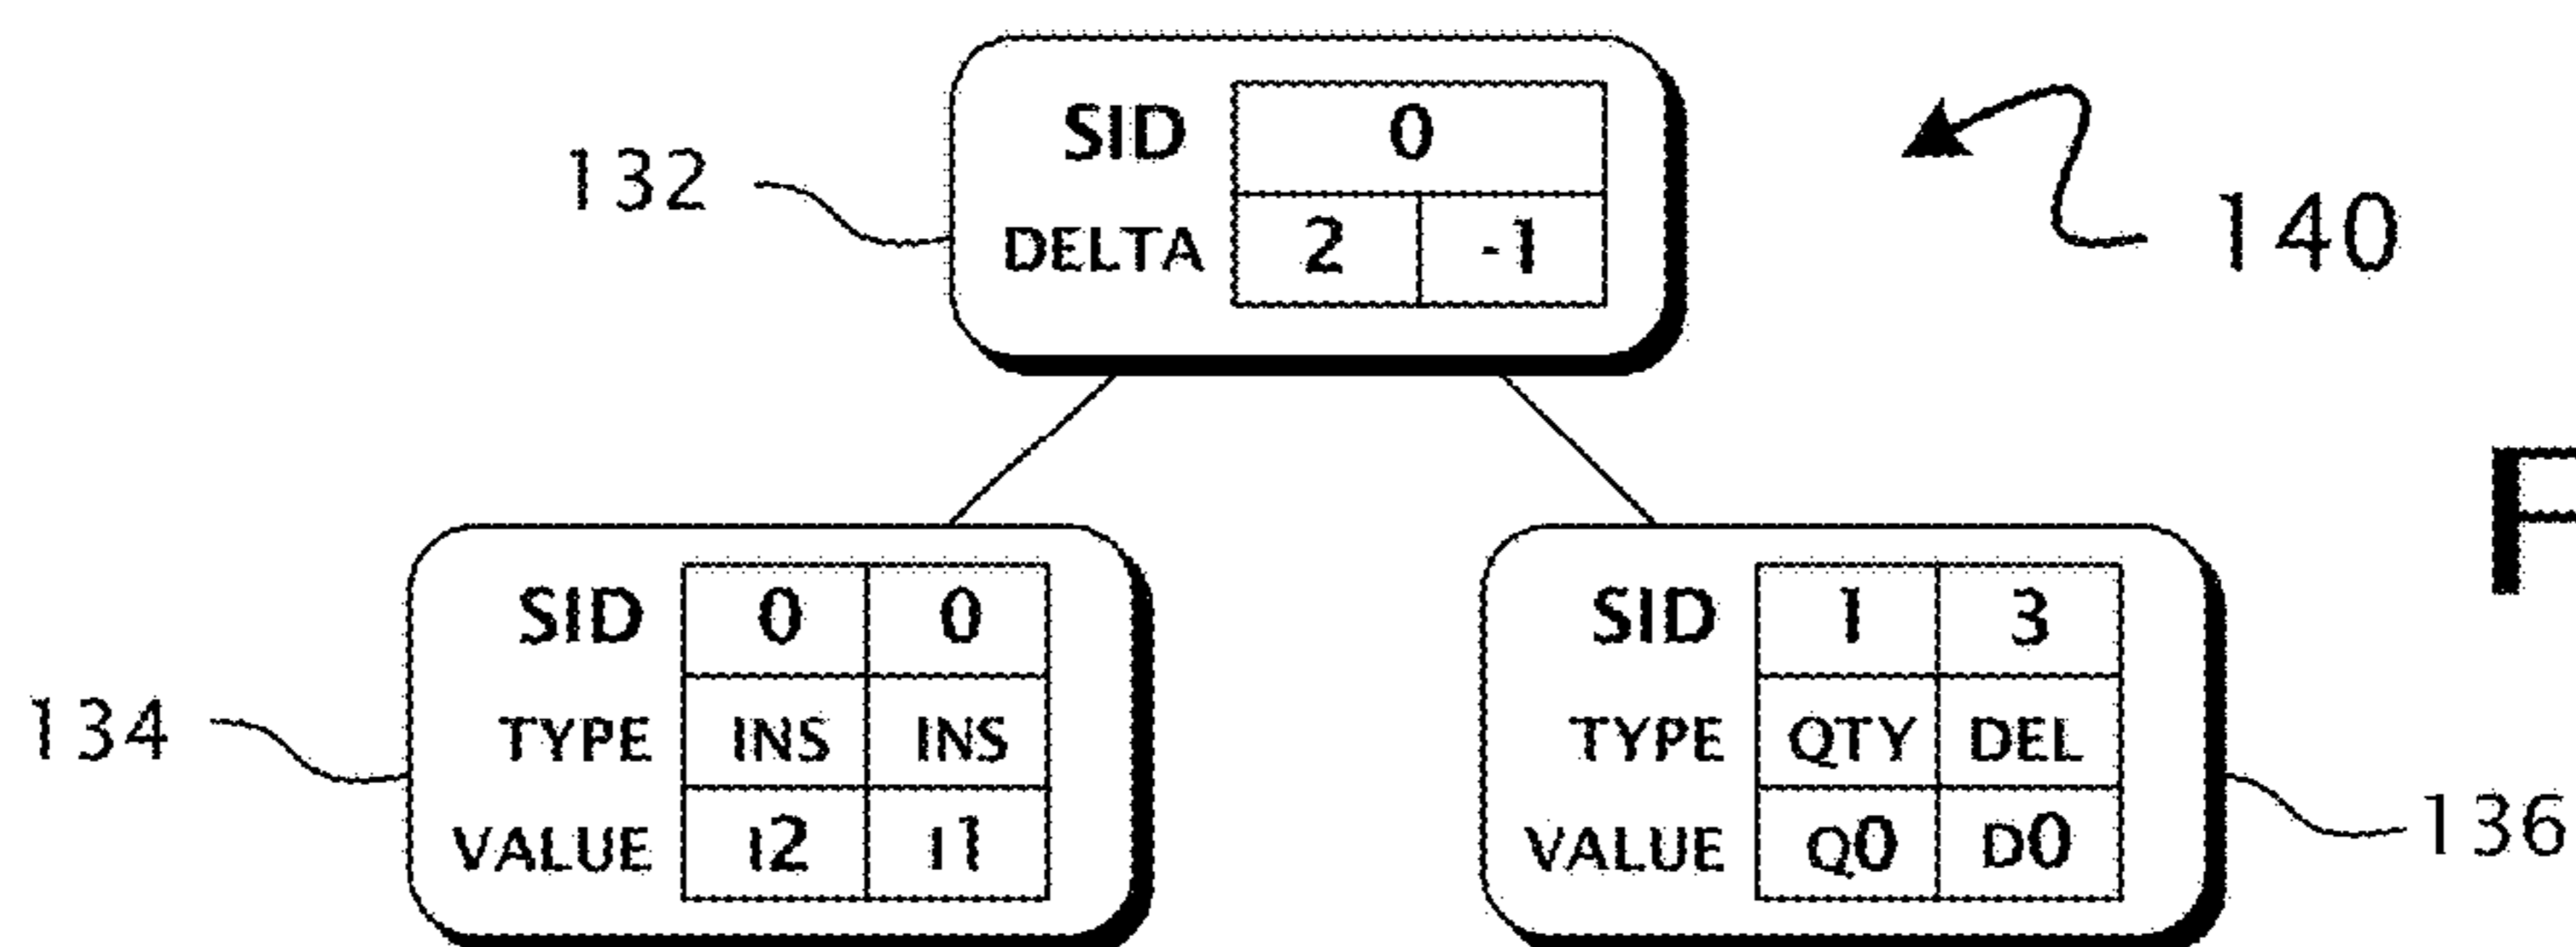 SID 0
132
DELTA 2 -1
140
SID 0 0
TYPE INS INS
VALUE I2 I1
134
SID 1 3
TYPE QTY DEL
VALUE Q0 D0
136